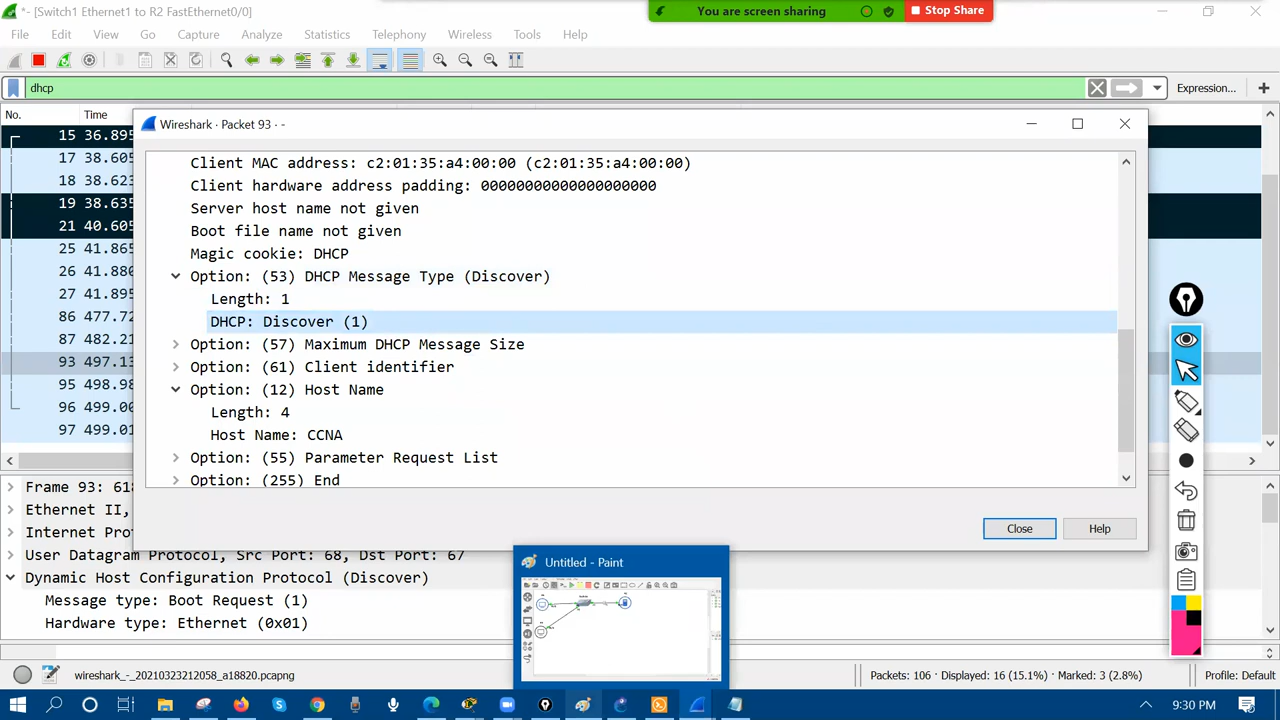 *- [Switch1 Ethernet1 to R2 FastEthernet0/0]
You are screen sharing
Stop Share
File Edit View Go Capture Analyze Statistics Telephony Wireless Tools Help
dhcp
Expression...
No. Time
Wireshark · Packet 93 · -
15 36.895
17 38.605
18 38.623
19 38.635
21 40.605
25 41.865
26 41.880
27 41.895
86 477.72
87 482.21
93 497.13
95 498.98
96 499.00
97 499.01
Client MAC address: c2:01:35:a4:00:00 (c2:01:35:a4:00:00)
Client hardware address padding: 00000000000000000000
Server host name not given
Boot file name not given
Magic cookie: DHCP
Option: (53) DHCP Message Type (Discover)
Length: 1
DHCP: Discover (1)
Option: (57) Maximum DHCP Message Size
Option: (61) Client identifier
Option: (12) Host Name
Length: 4
Host Name: CCNA
Option: (55) Parameter Request List
Option: (255) End
Close
Help
Frame 93: 618
Ethernet II,
Internet Pro
User Datagram Protocol, Src Port: 68, Dst Port: 67
Dynamic Host Configuration Protocol (Discover)
Message type: Boot Request (1)
Hardware type: Ethernet (0x01)
Untitled - Paint
wireshark_-_20210323212058_a18820.pcapng
Packets: 106 · Displayed: 16 (15.1%) · Marked: 3 (2.8%)
Profile: Default
9:30 PM